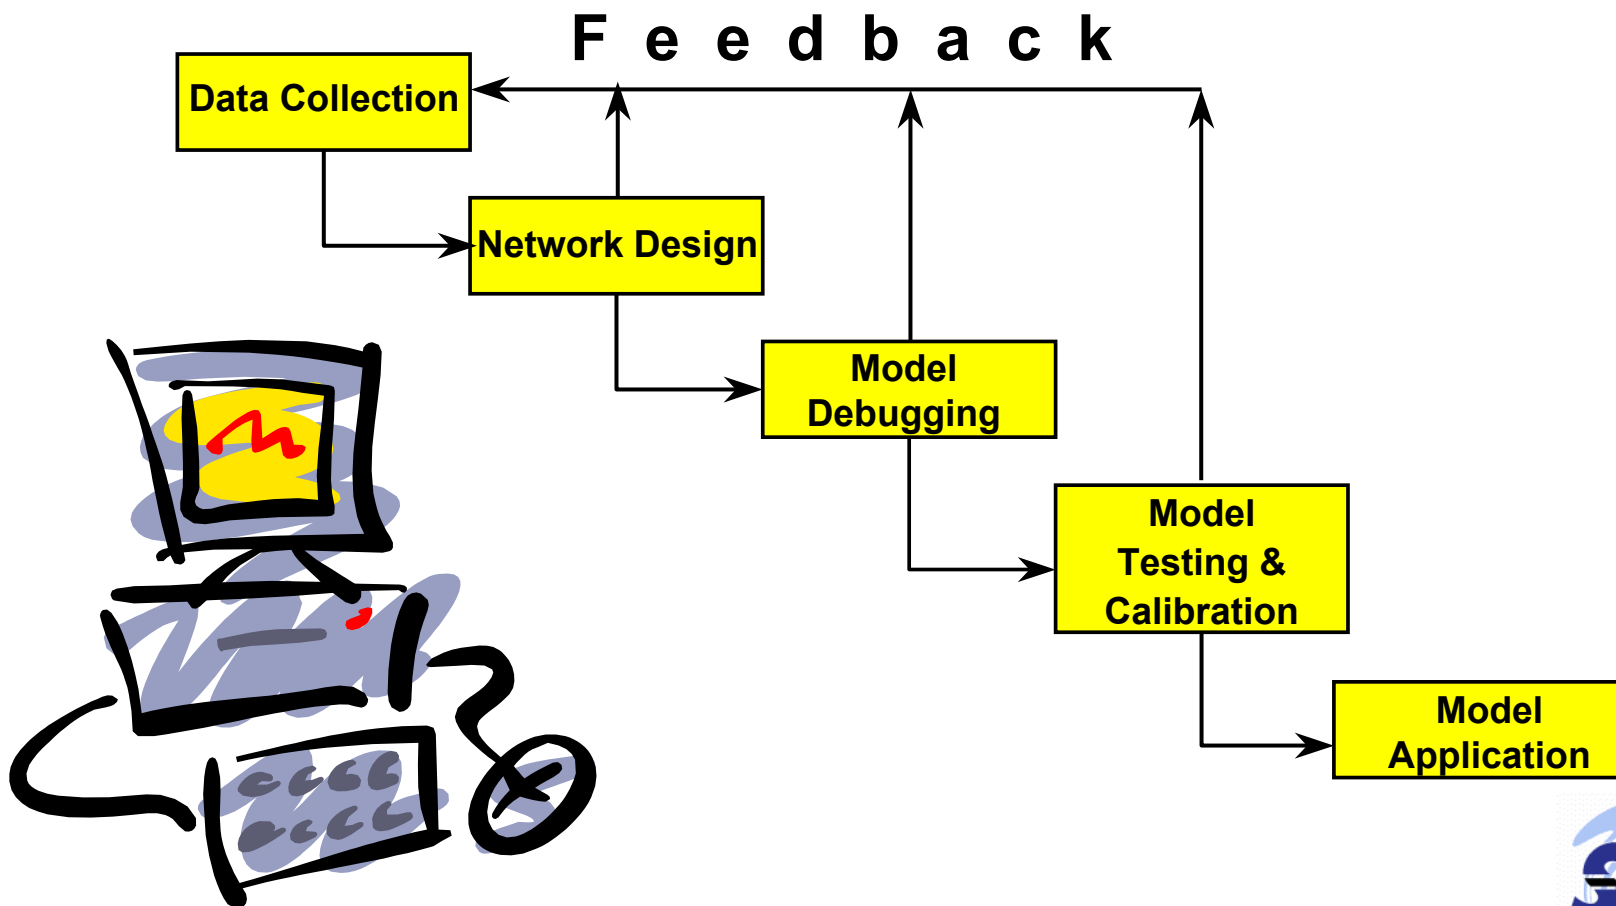 F e e d b a c k
Data Collection
Network Design
Model
Debugging
Model
Testing &
Calibration
Model
Application